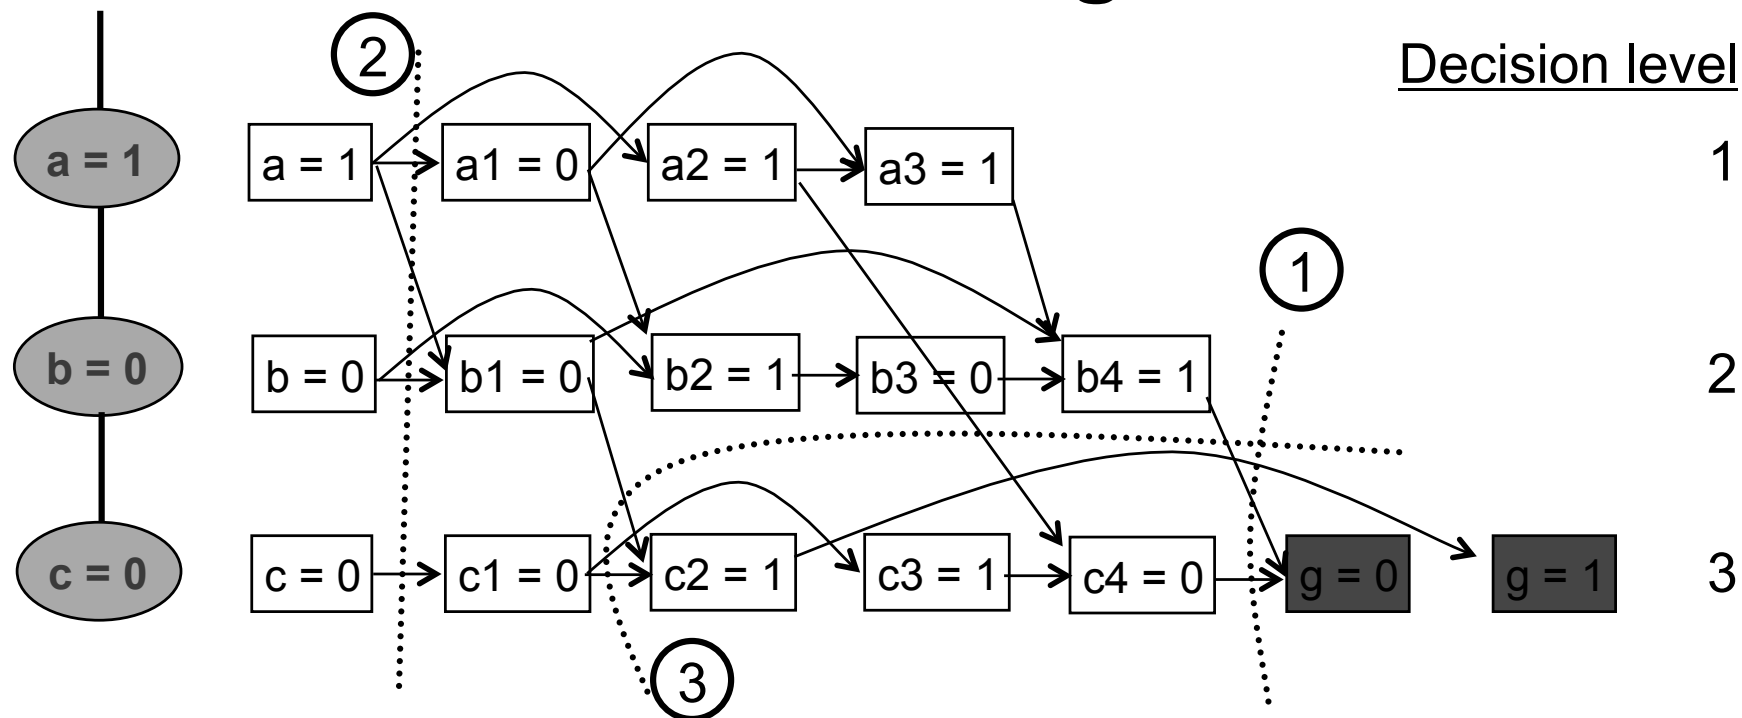 2
Decision level
a = 1
a = 1
a1 = 0
a2 = 1
a3 = 1
1
1
b = 0
b = 0
b1 = 0
b2 = 1
b3 = 0
b4 = 1
2
c = 0
c = 0
c1 = 0
c2 = 1
c3 = 1
c4 = 0
g = 0
g = 1
3
3